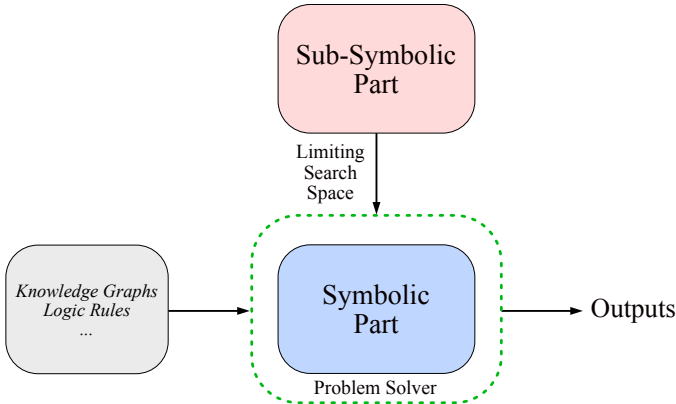 Sub-Symbolic
Part
Limiting
Search
Space
Knowledge Graphs
Logic Rules
...
Symbolic
Part
Outputs
Problem Solver